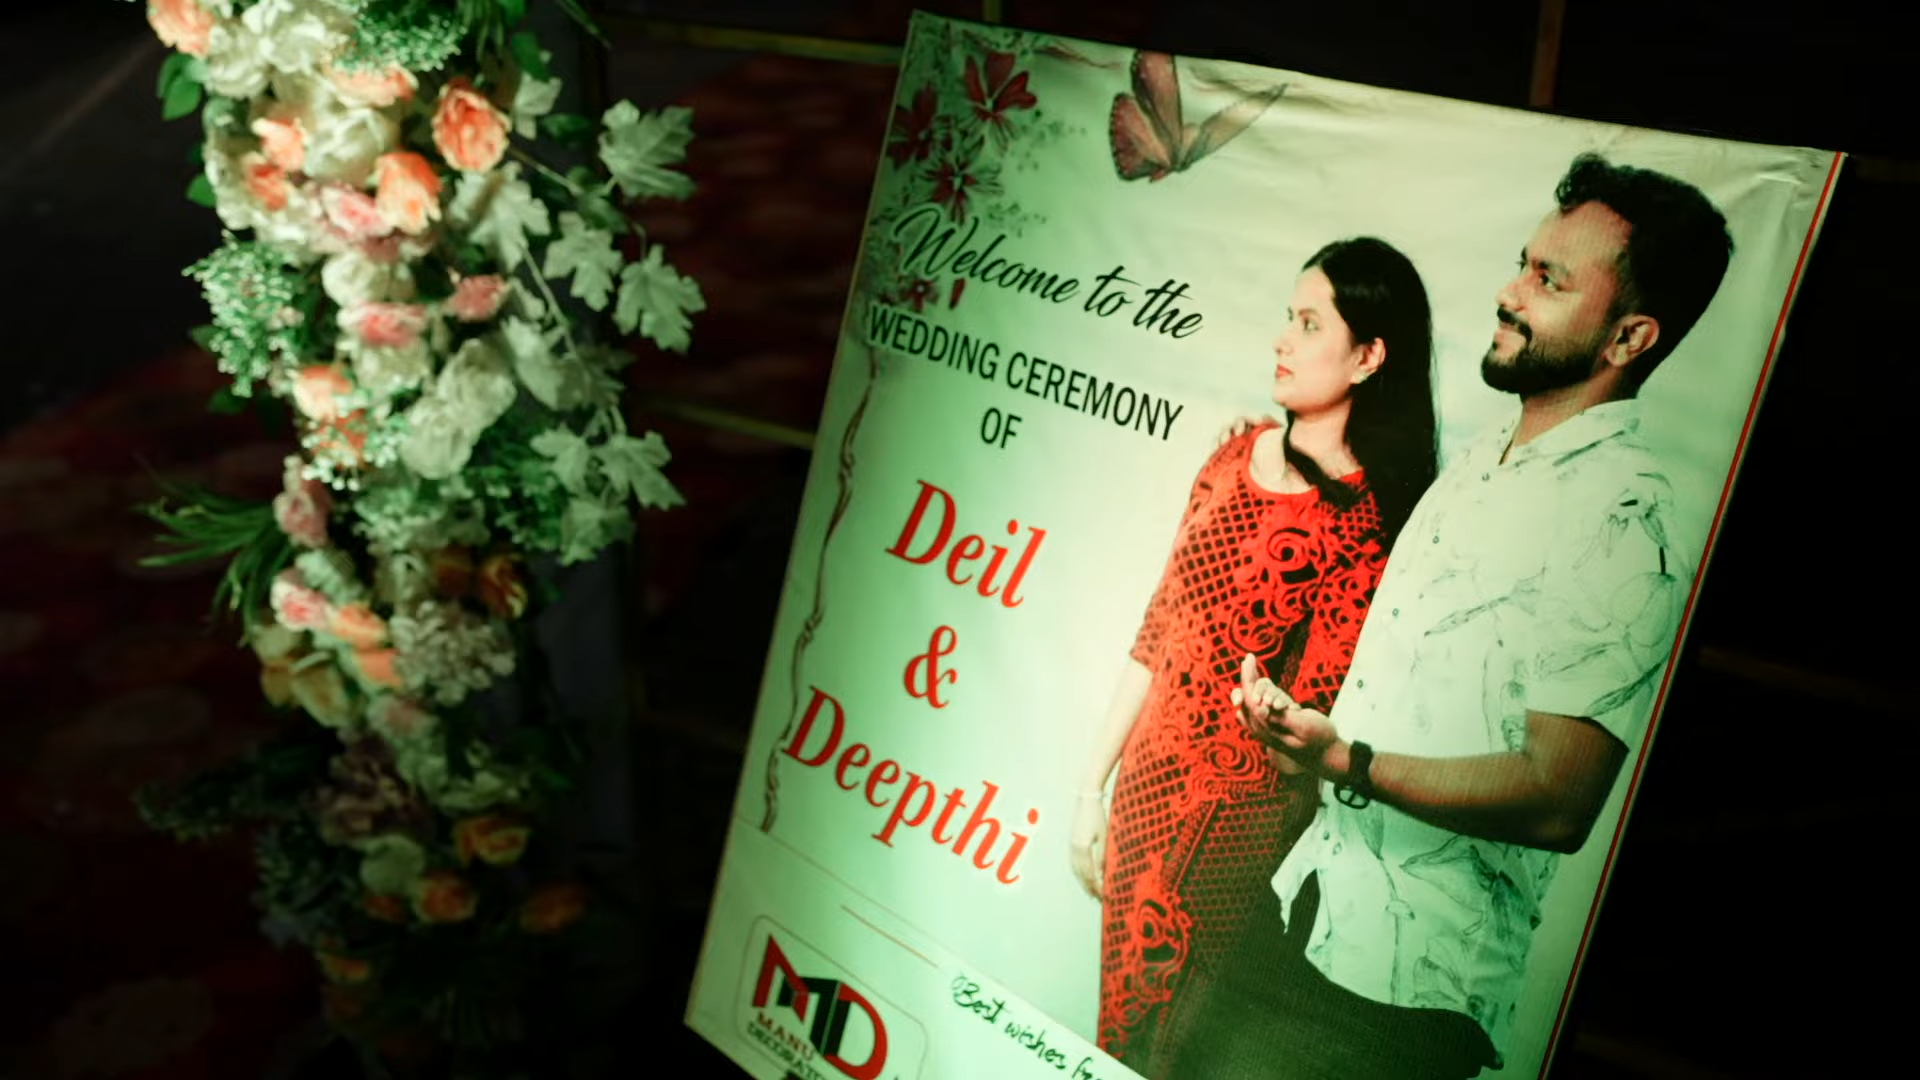 Welcome to the
WEDDING CEREMONY
OF
Deil
&
Deepthi
MD
MANU
Best wishes